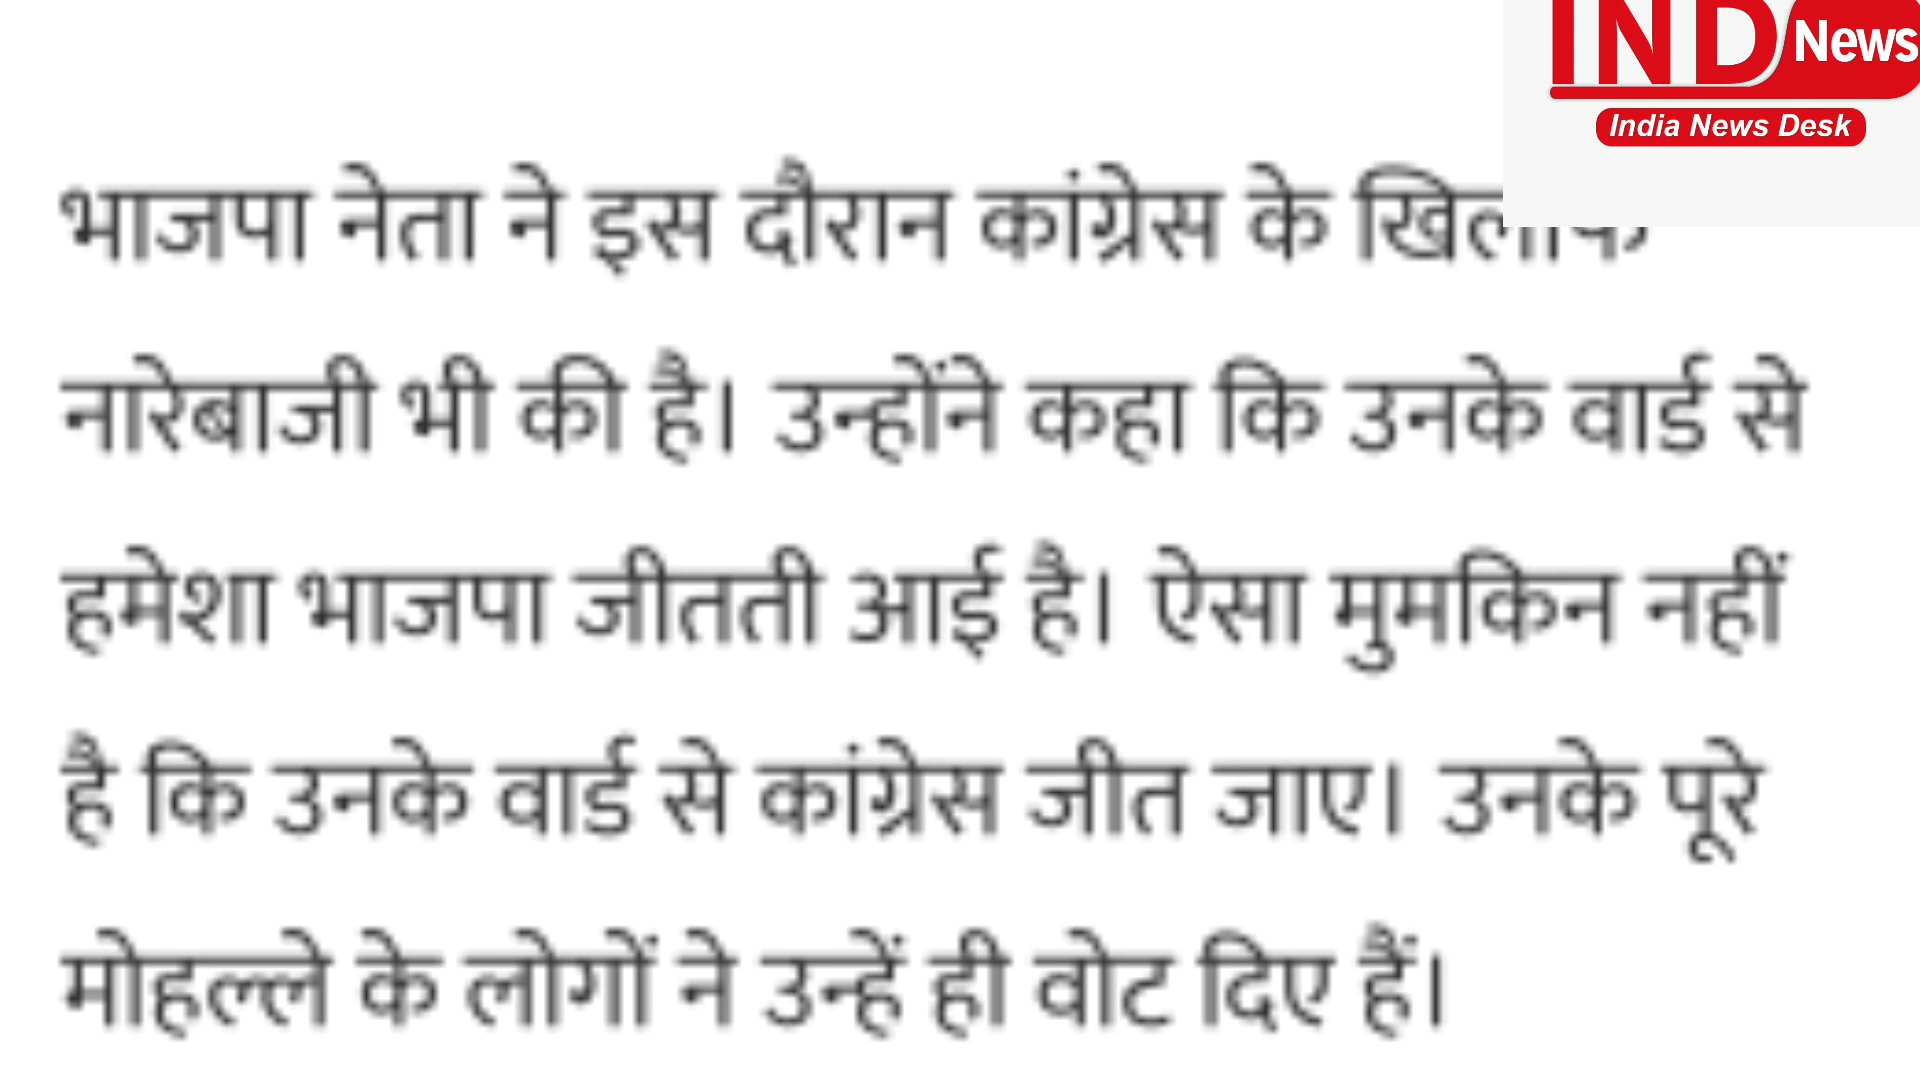 IND News
India News Desk
भाजपा नेता ने इस दौरान कांग्रेस के खिलाफ
नारेबाजी भी की है। उन्होंने कहा कि उनके वार्ड से
हमेशा भाजपा जीतती आई है। ऐसा मुमकिन नहीं
है कि उनके वार्ड से कांग्रेस जीत जाए। उनके पूरे
मोहल्ले के लोगों ने उन्हें ही वोट दिए हैं।